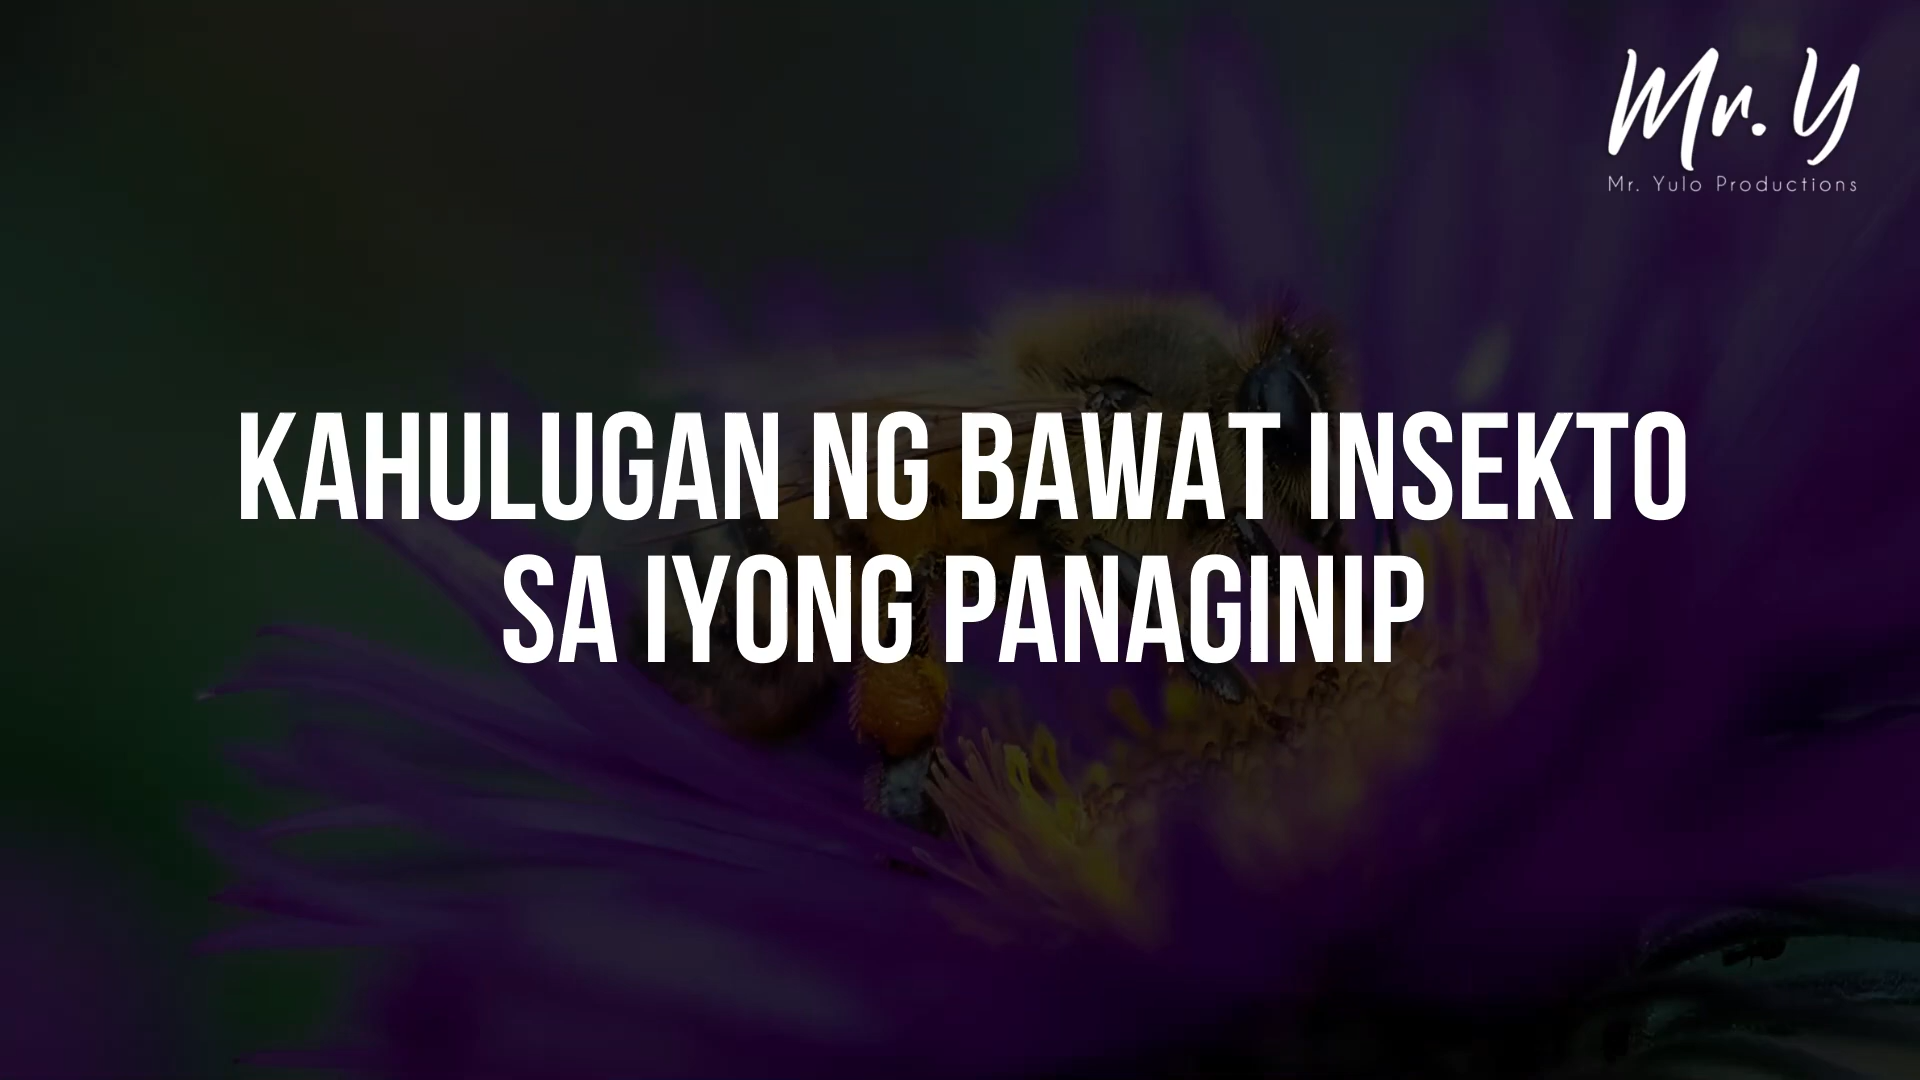 Mr. Y
Mr. Yulo Productions
KAHULUGAN NG BAWAT INSEKTO
SA IYONG PANAGINIP